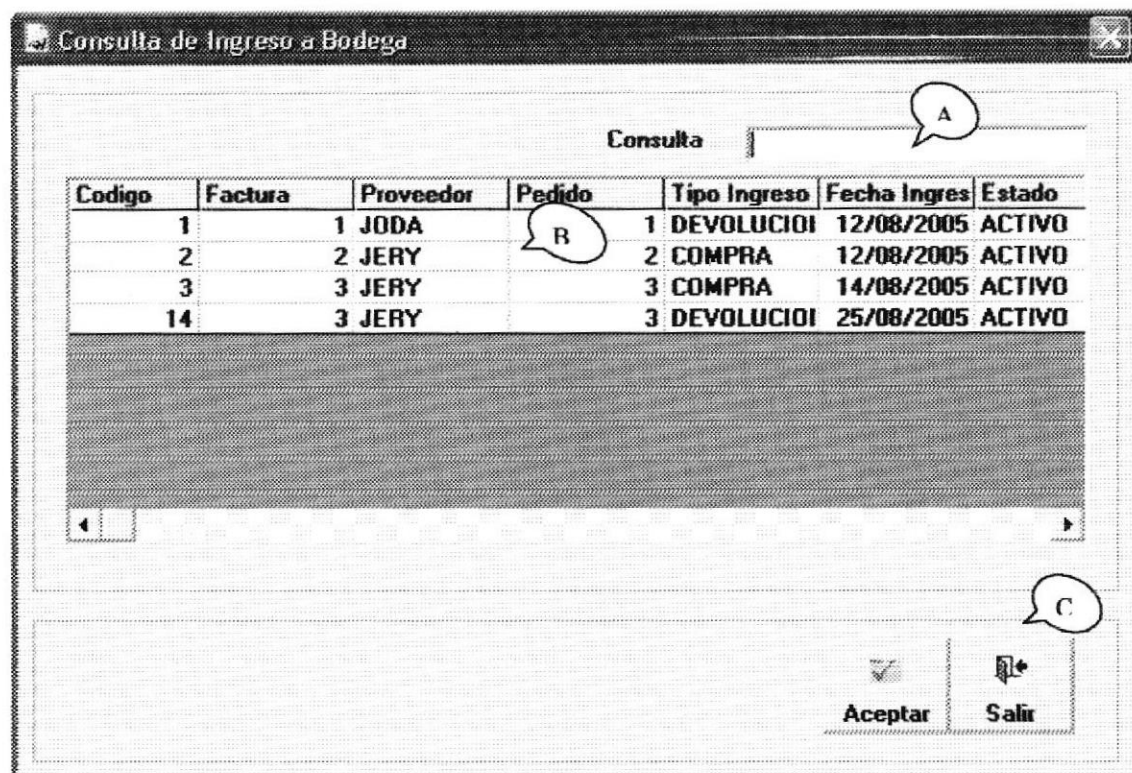 Consulta de Ingreso a Bodega
A
Consulta
Codigo Factura Proveedor Pedido Tipo Ingreso Fecha Ingres Estado
1 1 JODA 1 DEVOLUCIOI 12/08/2005 ACTIVO
B
2 2 JERY 2 COMPRA 12/08/2005 ACTIVO
3 3 JERY 3 COMPRA 14/08/2005 ACTIVO
14 3 JERY 3 DEVOLUCIOI 25/08/2005 ACTIVO
C
Aceptar Salir